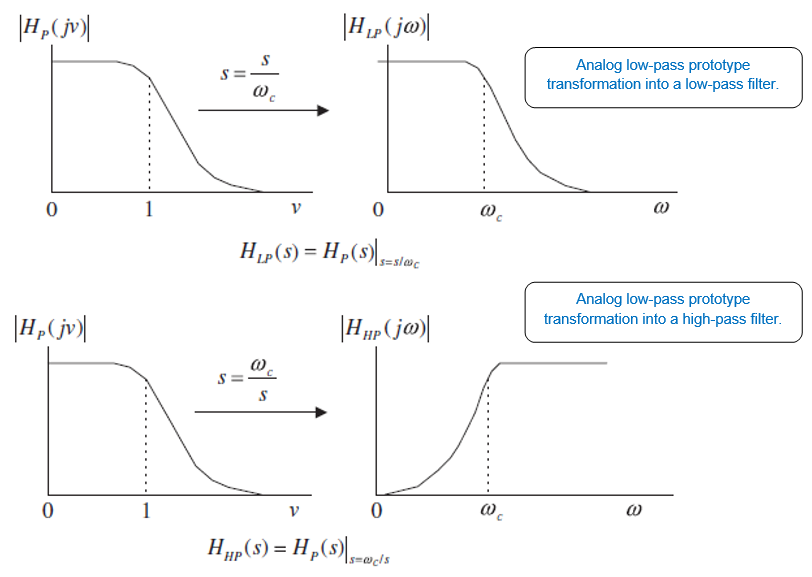 |H_P(jv)|
|H_LP(jω)|
s = s/ω_c
Analog low-pass prototype
transformation into a low-pass filter.
0 1 v
0 ω_c ω
H_LP(s) = H_P(s)|_{s=s/ω_C}
Analog low-pass prototype
transformation into a high-pass filter.
|H_P(jv)|
|H_HP(jω)|
s = ω_c/s
0 1 v
0 ω_c ω
H_HP(s) = H_P(s)|_{s=ω_C/s}